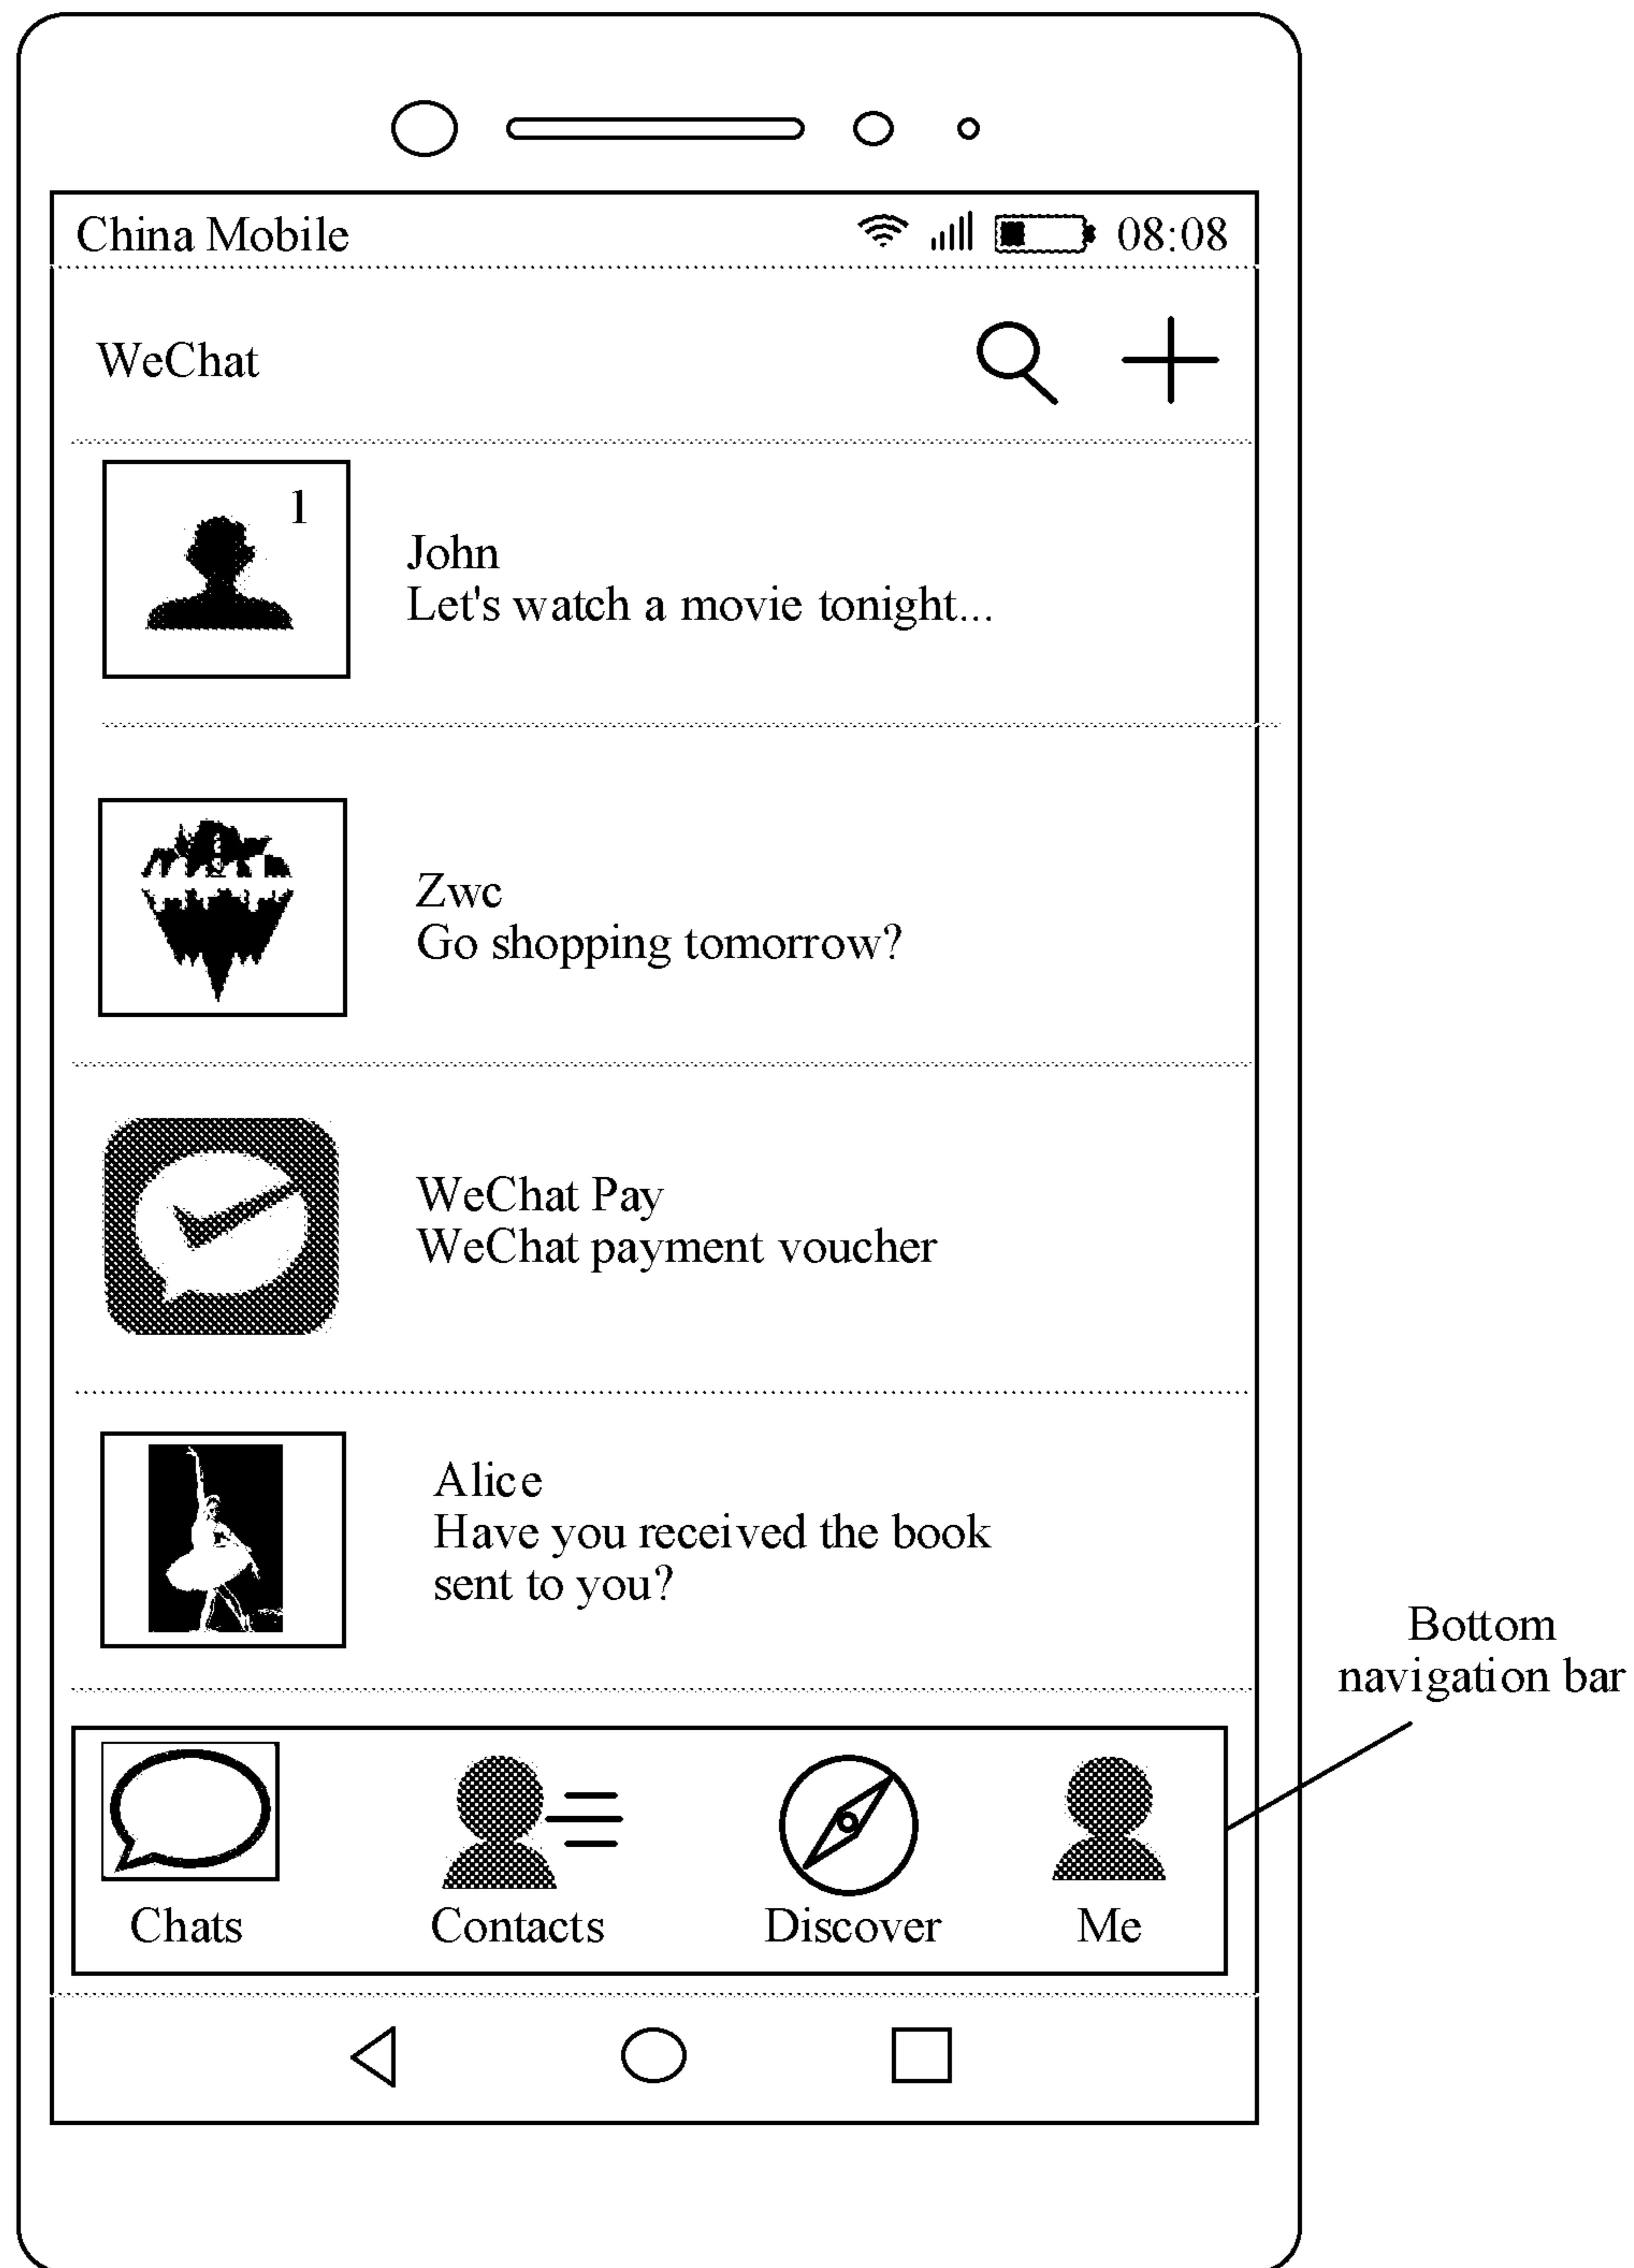 China Mobile 08:08
WeChat
1
John
Let's watch a movie tonight...
Zwc
Go shopping tomorrow?
WeChat Pay
WeChat payment voucher
Alice
Have you received the book
sent to you?
Bottom
navigation bar
Chats Contacts Discover Me